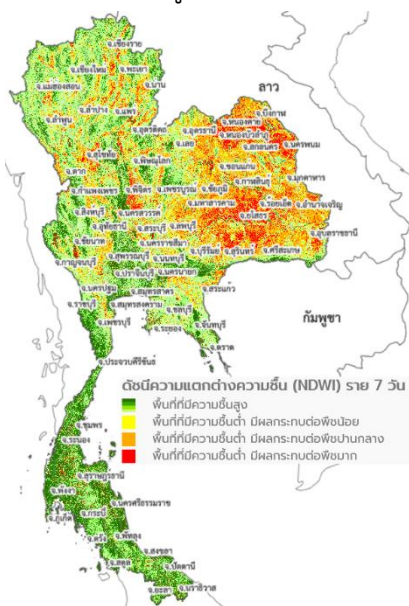 จ.เชียงราย
จ.เชียงใหม่
จ.พะเยา
จ.แม่ฮ่องสอน
จ.น่าน
จ.ลำปาง
จ.แพร่
จ.ลำพูน
จ.อุตรดิตถ์
ลาว
จ.บึงกาฬ
จ.หนองคาย
จ.อุดรธานี
จ.หนองบัวลำภู
จ.นครพนม
จ.เลย
จ.สกลนคร
จ.สุโขทัย
จ.พิษณุโลก
จ.ตาก
จ.ขอนแก่น
จ.มุกดาหาร
จ.กาฬสินธุ์
จ.กำแพงเพชร
จ.พิจิตร
จ.เพชรบูรณ์
จ.ชัยภูมิ
จ.มหาสารคาม
จ.ร้อยเอ็ด
จ.อำนาจเจริญ
จ.สิงห์บุรี
จ.นครสวรรค์
จ.ยโสธร
จ.อุทัยธานี
จ.สระบุรี
จ.ลพบุรี
จ.อุบลราชธานี
จ.ชัยนาท
จ.นครราชสีมา
จ.บุรีรัมย์
จ.สุรินทร์
จ.ศรีสะเกษ
จ.กาญจนบุรี
จ.สุพรรณบุรี
จ.นนทบุรี
จ.ปราจีนบุรี
จ.นครนายก
จ.สระแก้ว
จ.นครปฐม
จ.สมุทรสาคร
จ.ราชบุรี
จ.สมุทรสงคราม
จ.ชลบุรี
กัมพูชา
จ.เพชรบุรี
จ.ระยอง
จ.จันทบุรี
จ.ตราด
จ.ประจวบคีรีขันธ์
ดัชนีความแตกต่างความชื้น (NDWI) ราย 7 วัน
พื้นที่ที่มีความชื้นสูง
พื้นที่ที่มีความชื้นต่ำ มีผลกระทบต่อพืชน้อย
พื้นที่ที่มีความชื้นต่ำ มีผลกระทบต่อพืชปานกลาง
พื้นที่ที่มีความชื้นต่ำ มีผลกระทบต่อพืชมาก
จ.ชุมพร
จ.ระนอง
จ.สุราษฎร์ธานี
จ.พังงา
จ.นครศรีธรรมราช
จ.ภูเก็ต
จ.กระบี่
จ.ตรัง
จ.พัทลุง
จ.สงขลา
จ.สตูล
จ.ปัตตานี
จ.ยะลา
จ.นราธิวาส